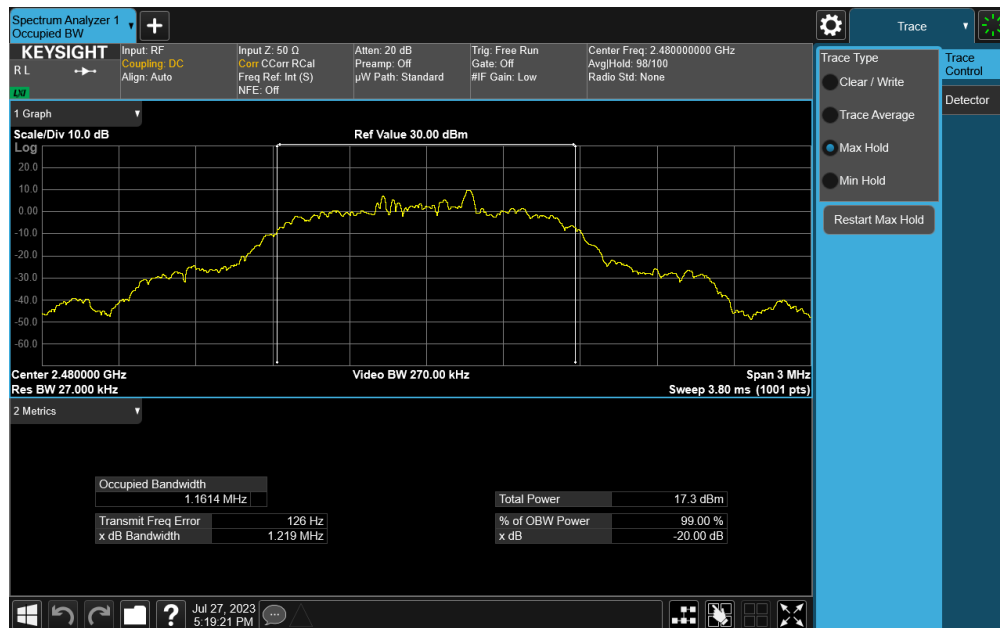 Spectrum Analyzer 1
Occupied BW
KEYSIGHT
R L
LXI
Input: RF
Coupling: DC
Align: Auto
Input Z: 50 Ω
Corr CCorr RCal
Freq Ref: Int (S)
NFE: Off
Atten: 20 dB
Preamp: Off
µW Path: Standard
Trig: Free Run
Gate: Off
#IF Gain: Low
Center Freq: 2.480000000 GHz
Avg|Hold: 98/100
Radio Std: None
1 Graph
Scale/Div 10.0 dB
Ref Value 30.00 dBm
Log
20.0
10.0
0.00
-10.0
-20.0
-30.0
-40.0
-50.0
-60.0
Center 2.480000 GHz
Video BW 270.00 kHz
Span 3 MHz
Res BW 27.000 kHz
Sweep 3.80 ms (1001 pts)
2 Metrics
Occupied Bandwidth
1.1614 MHz
Total Power 17.3 dBm
Transmit Freq Error 126 Hz
% of OBW Power 99.00 %
x dB Bandwidth 1.219 MHz
x dB -20.00 dB
Jul 27, 2023
5:19:21 PM
Trace
Trace Type
Clear / Write
Trace Average
Max Hold
Min Hold
Restart Max Hold
Trace
Control
Detector